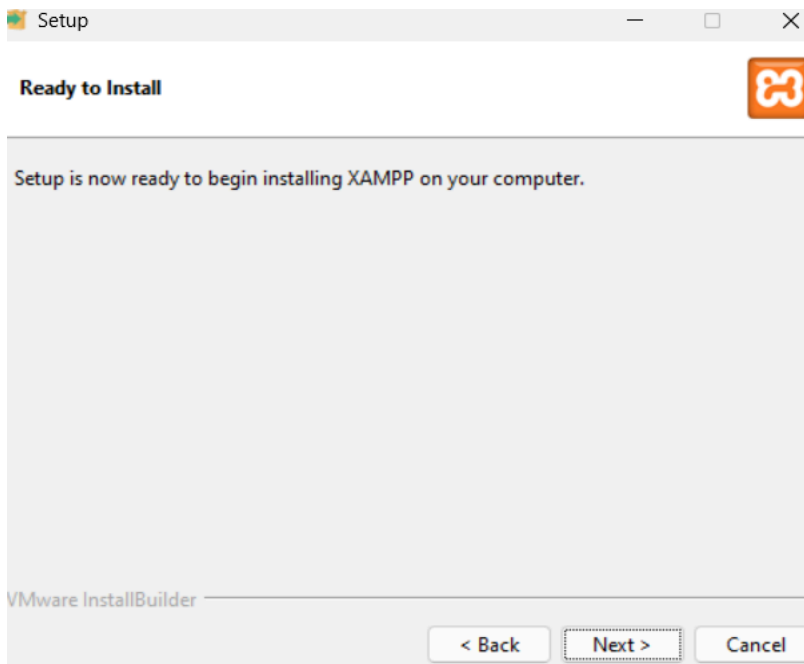 Setup
Ready to Install
Setup is now ready to begin installing XAMPP on your computer.
VMware InstallBuilder
< Back Next > Cancel